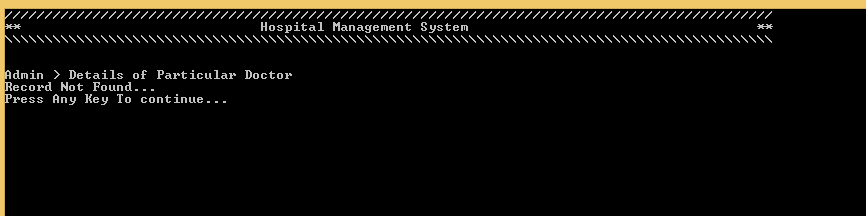 ////////////////////////////////////////////////////////////////////////////////////////////////
** Hospital Management System **
\\\\\\\\\\\\\\\\\\\\\\\\\\\\\\\\\\\\\\\\\\\\\\\\\\\\\\\\\\\\\\\\\\\\\\\\\\\\\\\\\\\\\\\\\\\\\\\\
Admin > Details of Particular Doctor
Record Not Found...
Press Any Key To continue...